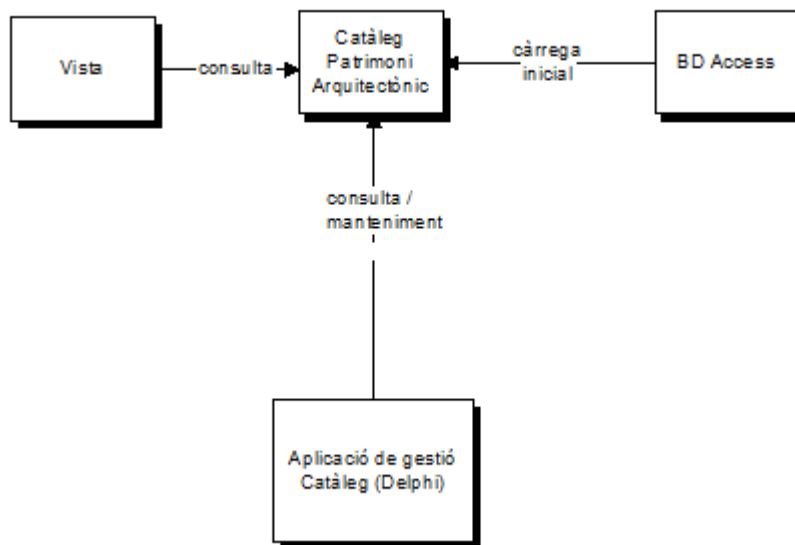 Vista
consulta
Catàleg
Patrimoni
Arquitectònic
càrrega
inicial
BD Access
consulta /
manteniment
Aplicació de gestió
Catàleg (Delphi)